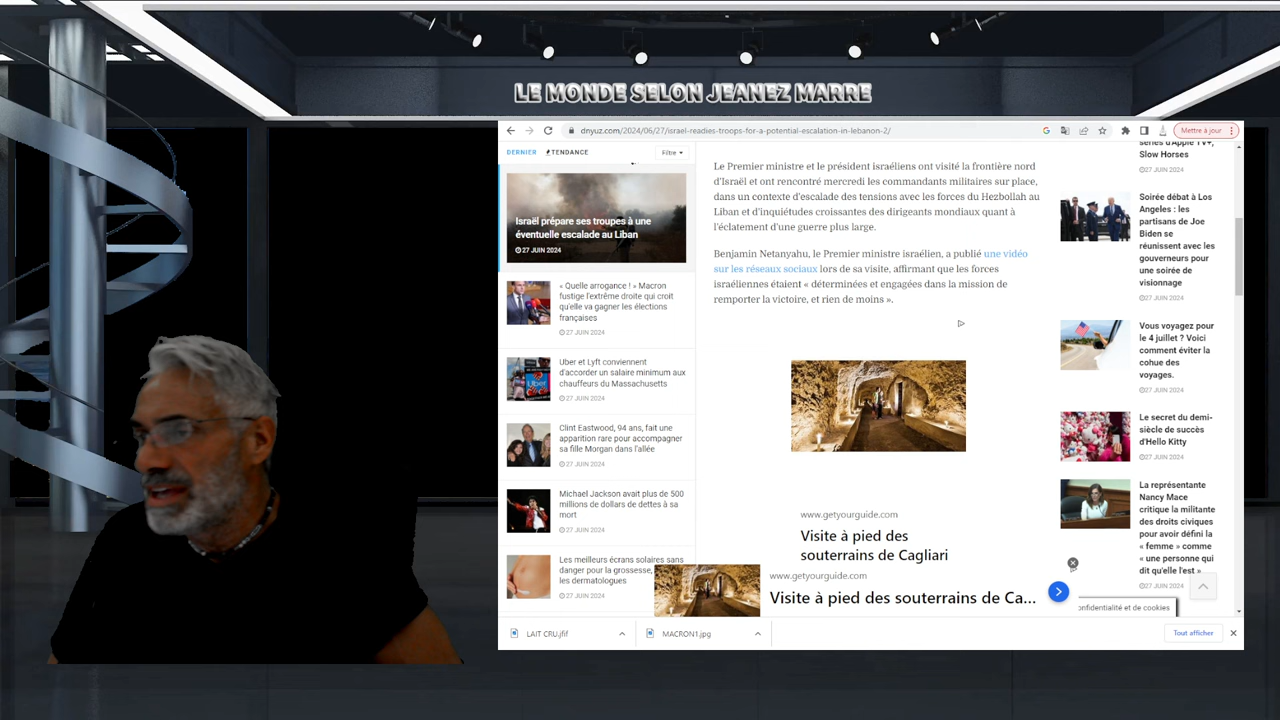 LE MONDE SELON JEANEZ MARRE
dnyuz.com/2024/06/27/israel-readies-troops-for-a-potential-escalation-in-lebanon-2/
Mettre à jour
DERNIER
TENDANCE
Filtre
Israël prépare ses troupes à une
éventuelle escalade au Liban
27 JUIN 2024
« Quelle arrogance ! » Macron
fustige l'extrême droite qui croit
qu'elle va gagner les élections
françaises
27 JUIN 2024
Uber et Lyft conviennent
d'accorder un salaire minimum aux
chauffeurs du Massachusetts
27 JUIN 2024
Clint Eastwood, 94 ans, fait une
apparition rare pour accompagner
sa fille Morgan dans l'allée
27 JUIN 2024
Michael Jackson avait plus de 500
millions de dollars de dettes à sa
mort
27 JUIN 2024
Les meilleurs écrans solaires sans
danger pour la grossesse,
les dermatologues
27 JUIN 2024
Le Premier ministre et le président israéliens ont visité la frontière nord
d'Israël et ont rencontré mercredi les commandants militaires sur place,
dans un contexte d'escalade des tensions avec les forces du Hezbollah au
Liban et d'inquiétudes croissantes des dirigeants mondiaux quant à
l'éclatement d'une guerre plus large.
Benjamin Netanyahu, le Premier ministre israélien, a publié une vidéo
sur les réseaux sociaux lors de sa visite, affirmant que les forces
israéliennes étaient « déterminées et engagées dans la mission de
remporter la victoire, et rien de moins ».
www.getyourguide.com
Visite à pied des
souterrains de Cagliari
www.getyourguide.com
Visite à pied des souterrains de Ca...
séries d'Apple TV+,
Slow Horses
27 JUIN 2024
Soirée débat à Los
Angeles : les
partisans de Joe
Biden se
réunissent avec les
gouverneurs pour
une soirée de
visionnage
27 JUIN 2024
Vous voyagez pour
le 4 juillet ? Voici
comment éviter la
cohue des
voyages.
27 JUIN 2024
Le secret du demi-
siècle de succès
d'Hello Kitty
27 JUIN 2024
La représentante
Nancy Mace
critique la militante
des droits civiques
pour avoir défini la
« femme » comme
« une personne qui
dit qu'elle l'est »
27 JUIN 2024
onfidentialité et de cookies
LAIT CRU.jfif
MACRON1.jpg
Tout afficher